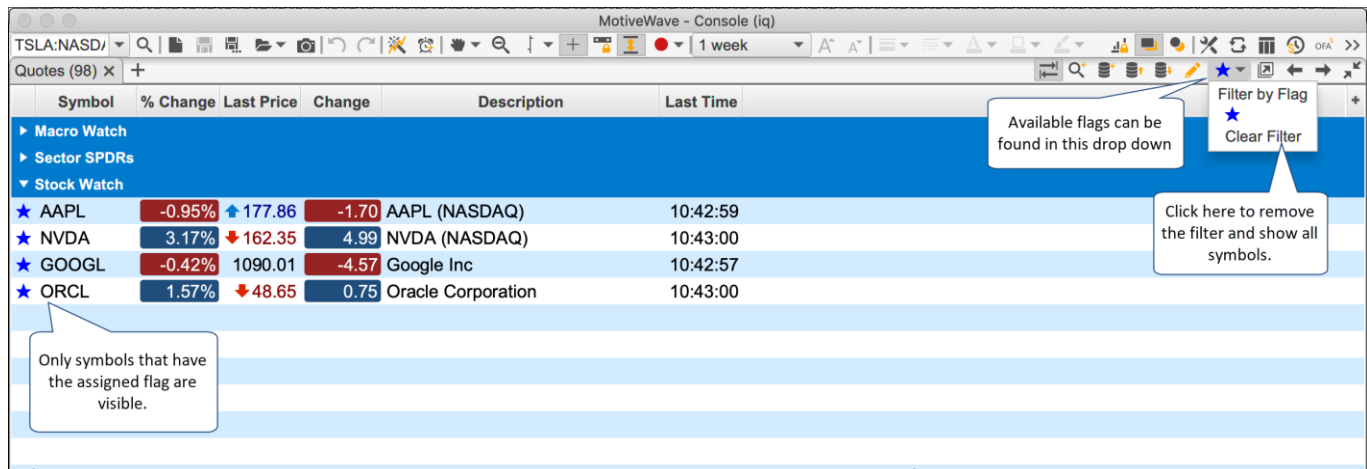 MotiveWave - Console (iq)
TSLA:NASD/ 1 week A A A OFA >>
Quotes (98) × +
Symbol % Change Last Price Change Description Last Time +
Filter by Flag
Clear Filter
Available flags can be
found in this drop down
Macro Watch
Sector SPDRs
Stock Watch
AAPL -0.95% 177.86 -1.70 AAPL (NASDAQ) 10:42:59
NVDA 3.17% 162.35 4.99 NVDA (NASDAQ) 10:43:00
GOOGL -0.42% 1090.01 -4.57 Google Inc 10:42:57
ORCL 1.57% 48.65 0.75 Oracle Corporation 10:43:00
Click here to remove
the filter and show all
symbols.
Only symbols that have
the assigned flag are
visible.